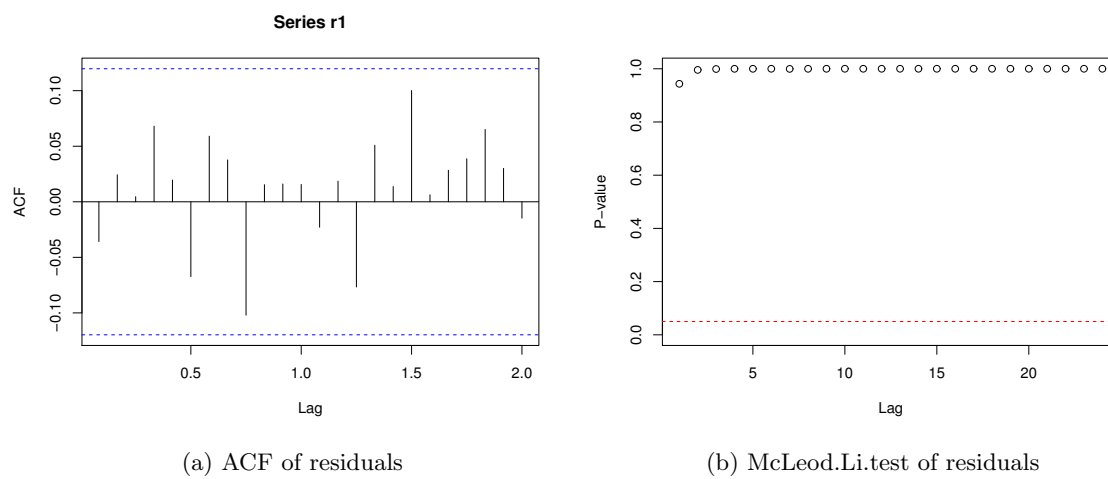 Series r1
ACF
0.10
0.05
0.00
−0.05
−0.10
0.5 1.0 1.5 2.0
Lag
(a) ACF of residuals
P−value
1.0
0.8
0.6
0.4
0.2
0.0
5 10 15 20
Lag
(b) McLeod.Li.test of residuals